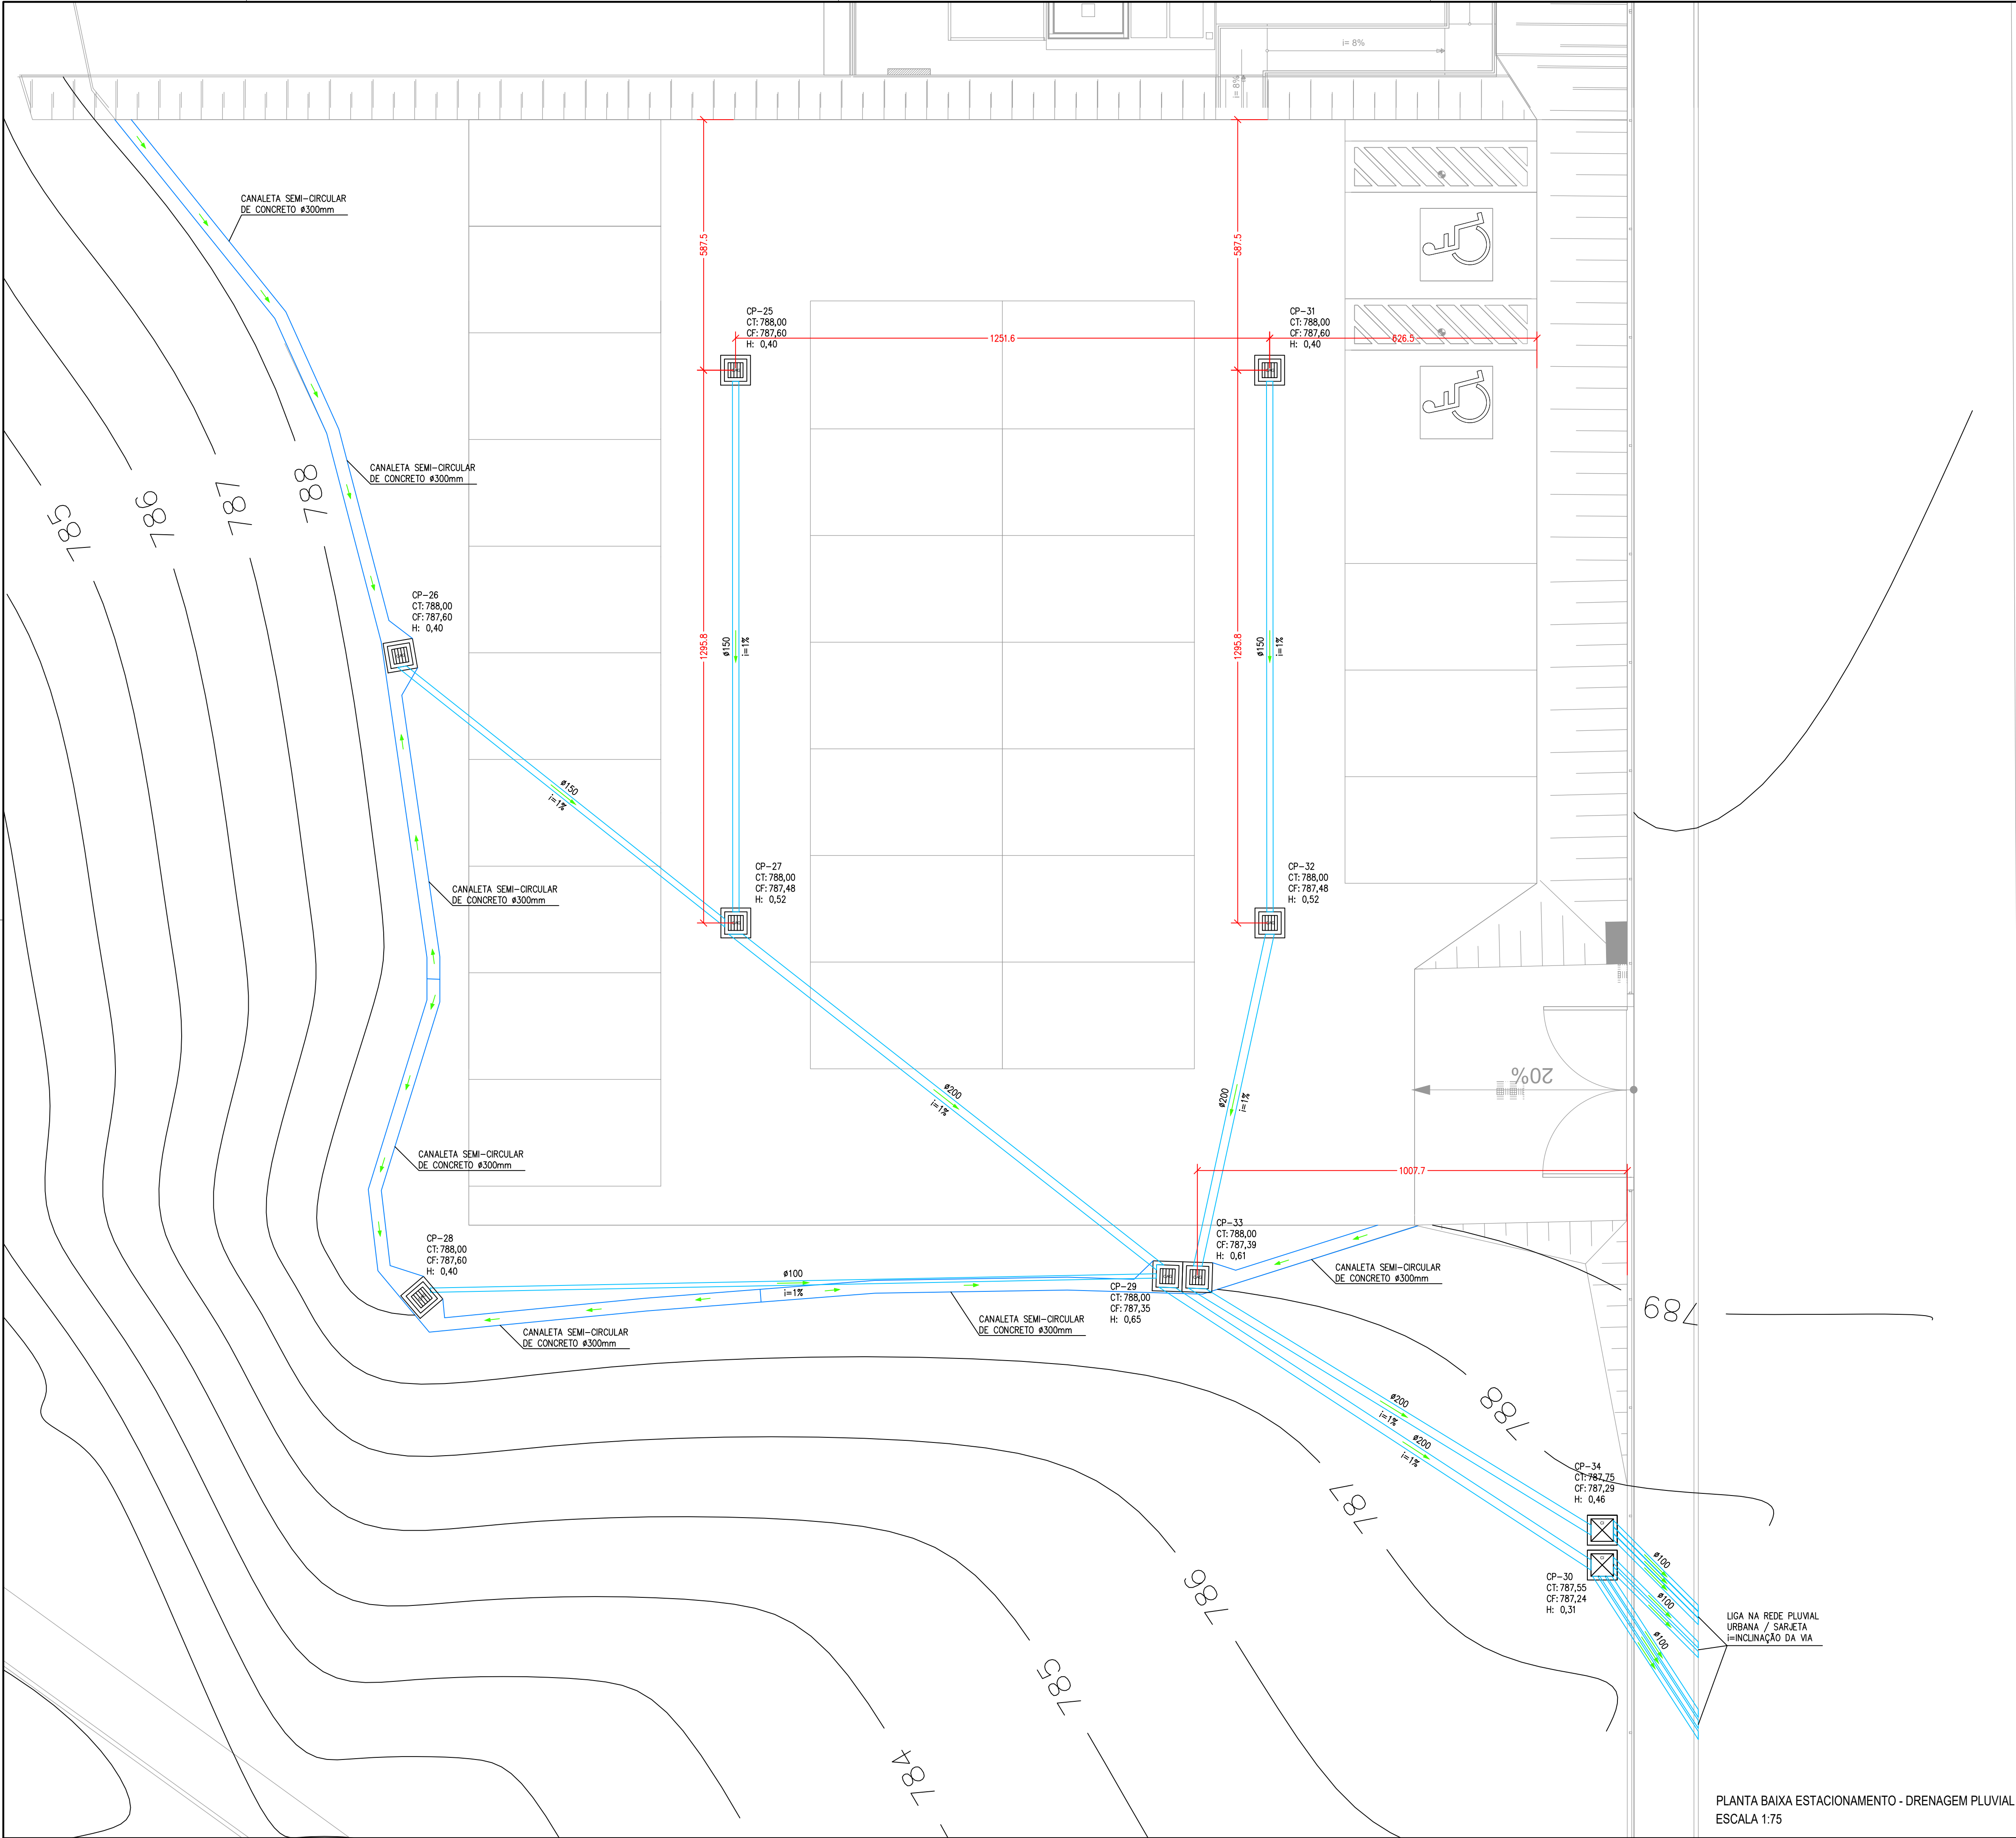 i= 8%
i= 8%
CANALETA SEMI-CIRCULAR
DE CONCRETO ø300mm
587.5
587.5
CP-25
CT: 788,00
CF: 787,60
H: 0,40
1251.6
CP-31
CT: 788,00
CF: 787,60
H: 0,40
626.5
CANALETA SEMI-CIRCULAR
DE CONCRETO ø300mm
785
786
787
788
CP-26
CT: 788,00
CF: 787,60
H: 0,40
1295.8
ø150
i=1%
1295.8
ø150
i=1%
ø150
i=1%
CANALETA SEMI-CIRCULAR
DE CONCRETO ø300mm
CP-27
CT: 788,00
CF: 787,48
H: 0,52
CP-32
CT: 788,00
CF: 787,48
H: 0,52
20%
ø200
i=1%
ø200
i=1%
CANALETA SEMI-CIRCULAR
DE CONCRETO ø300mm
1007.7
CP-28
CT: 788,00
CF: 787,60
H: 0,40
CP-33
CT: 788,00
CF: 787,39
H: 0,61
ø100
i=1%
CP-29
CT: 788,00
CF: 787,35
H: 0,65
CANALETA SEMI-CIRCULAR
DE CONCRETO ø300mm
CANALETA SEMI-CIRCULAR
DE CONCRETO ø300mm
CANALETA SEMI-CIRCULAR
DE CONCRETO ø300mm
789
788
ø200
i=1%
ø200
i=1%
787
CP-34
CT: 787,75
CF: 787,29
H: 0,46
ø100
CP-30
CT: 787,55
CF: 787,24
H: 0,31
ø100
ø100
LIGA NA REDE PLUVIAL
URBANA / SARJETA
i=INCLINAÇÃO DA VIA
786
785
784
PLANTA BAIXA ESTACIONAMENTO - DRENAGEM PLUVIAL
ESCALA 1:75